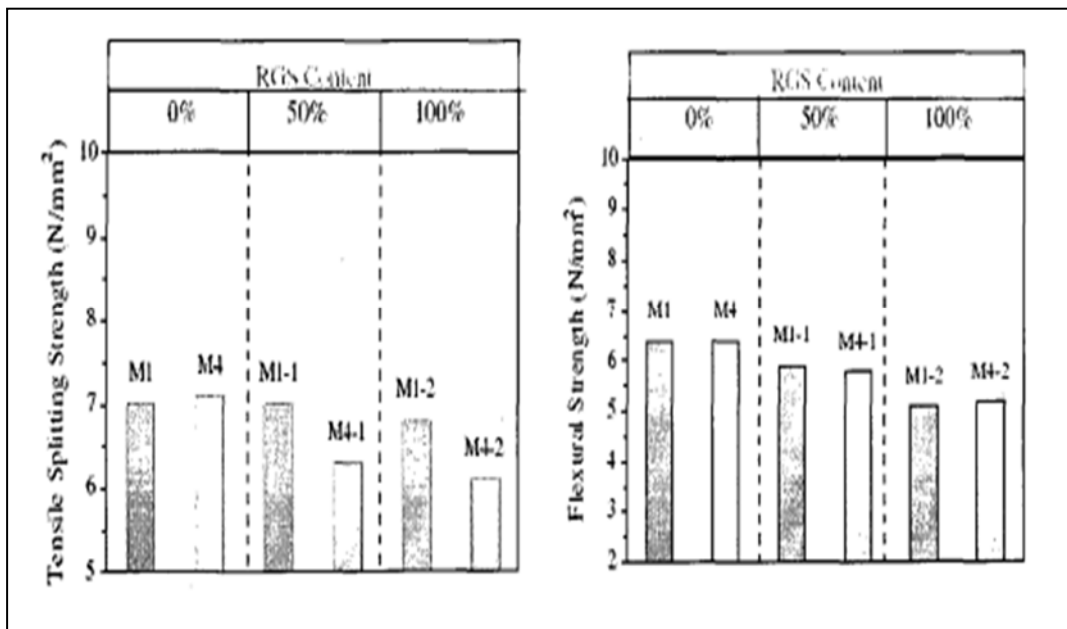 RGS Content
0% 50% 100%
10
9
8
7
6
5
Tensile Splitting Strength (N/mm²)
M1 M4 M1-1 M4-1 M1-2 M4-2
RGS Content
0% 50% 100%
10
9
8
7
6
5
4
3
2
Flexural Strength (N/mm²)
M1 M4 M1-1 M4-1 M1-2 M4-2